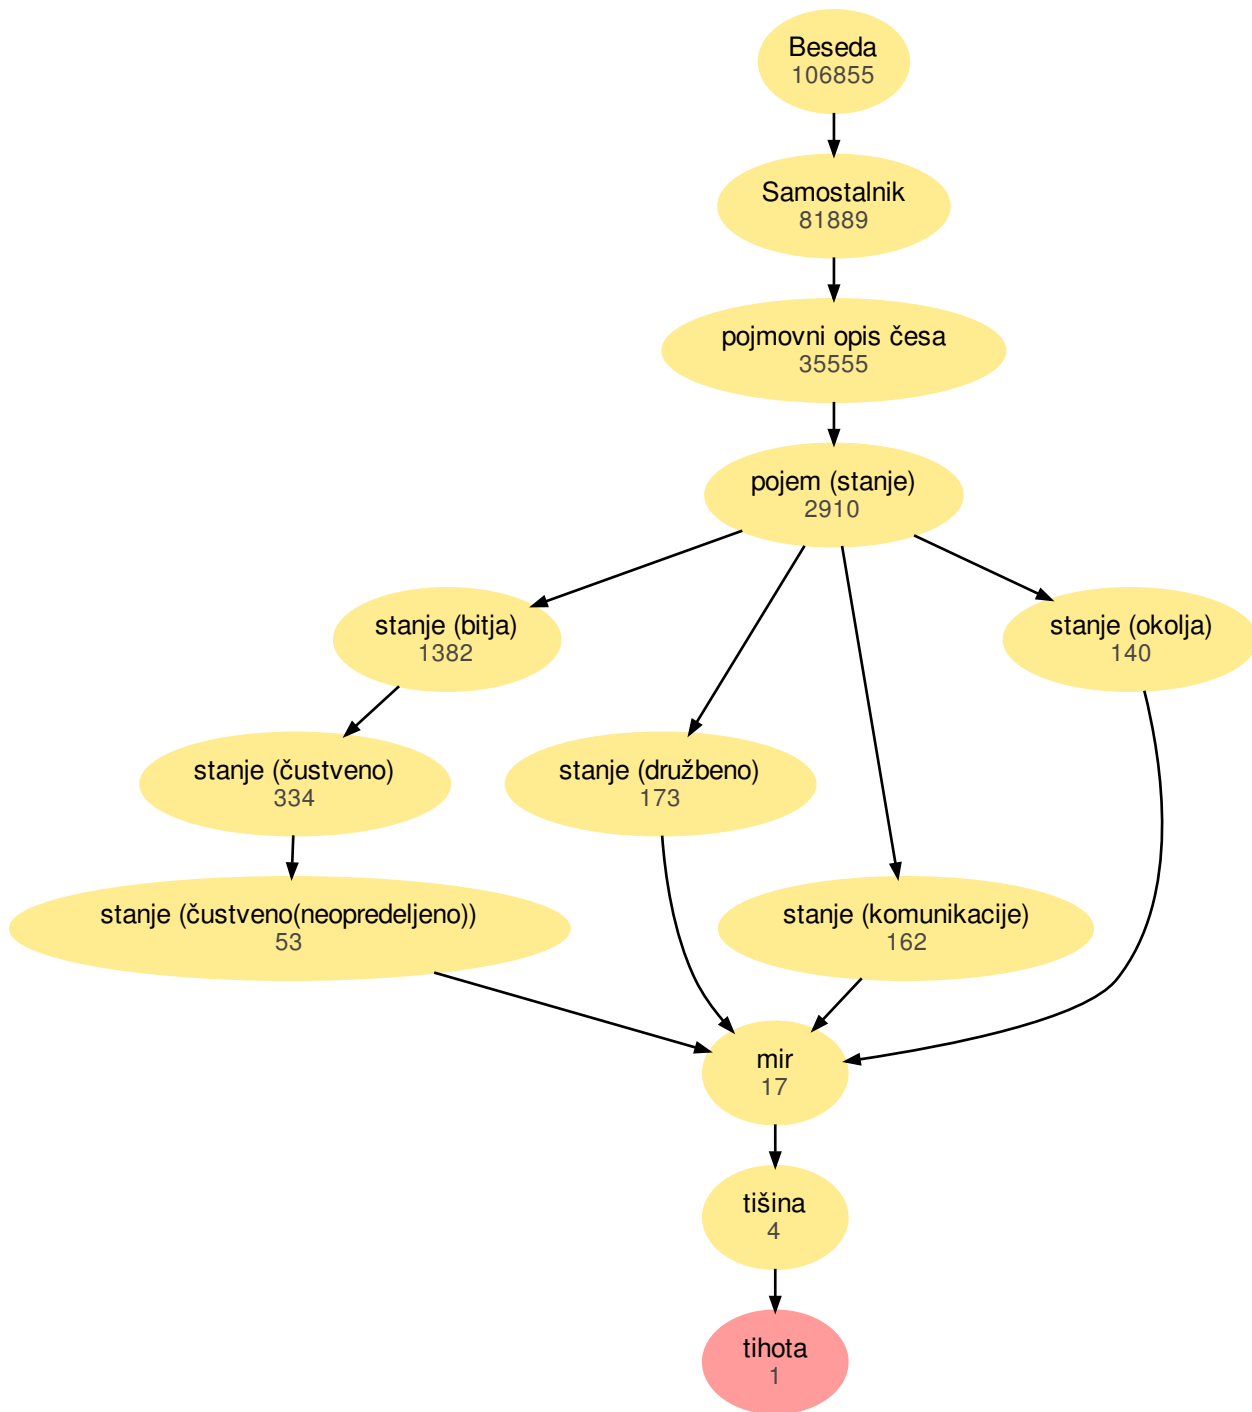 Beseda
106855
Samostalnik
81889
pojmovni opis česa
35555
pojem (stanje)
2910
stanje (bitja)
1382
stanje (okolja)
140
stanje (čustveno)
334
stanje (družbeno)
173
stanje (čustveno(neopredeljeno))
53
stanje (komunikacije)
162
mir
17
tišina
4
tihota
1